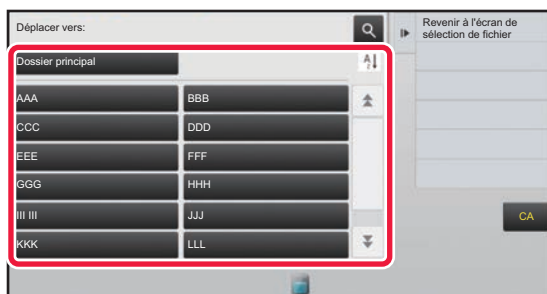 Déplacer vers:
Revenir à l'écran de
sélection de fichier
Dossier principal
A
Z
AAA
BBB
CCC
DDD
EEE
FFF
GGG
HHH
III III
JJJ
CA
KKK
LLL